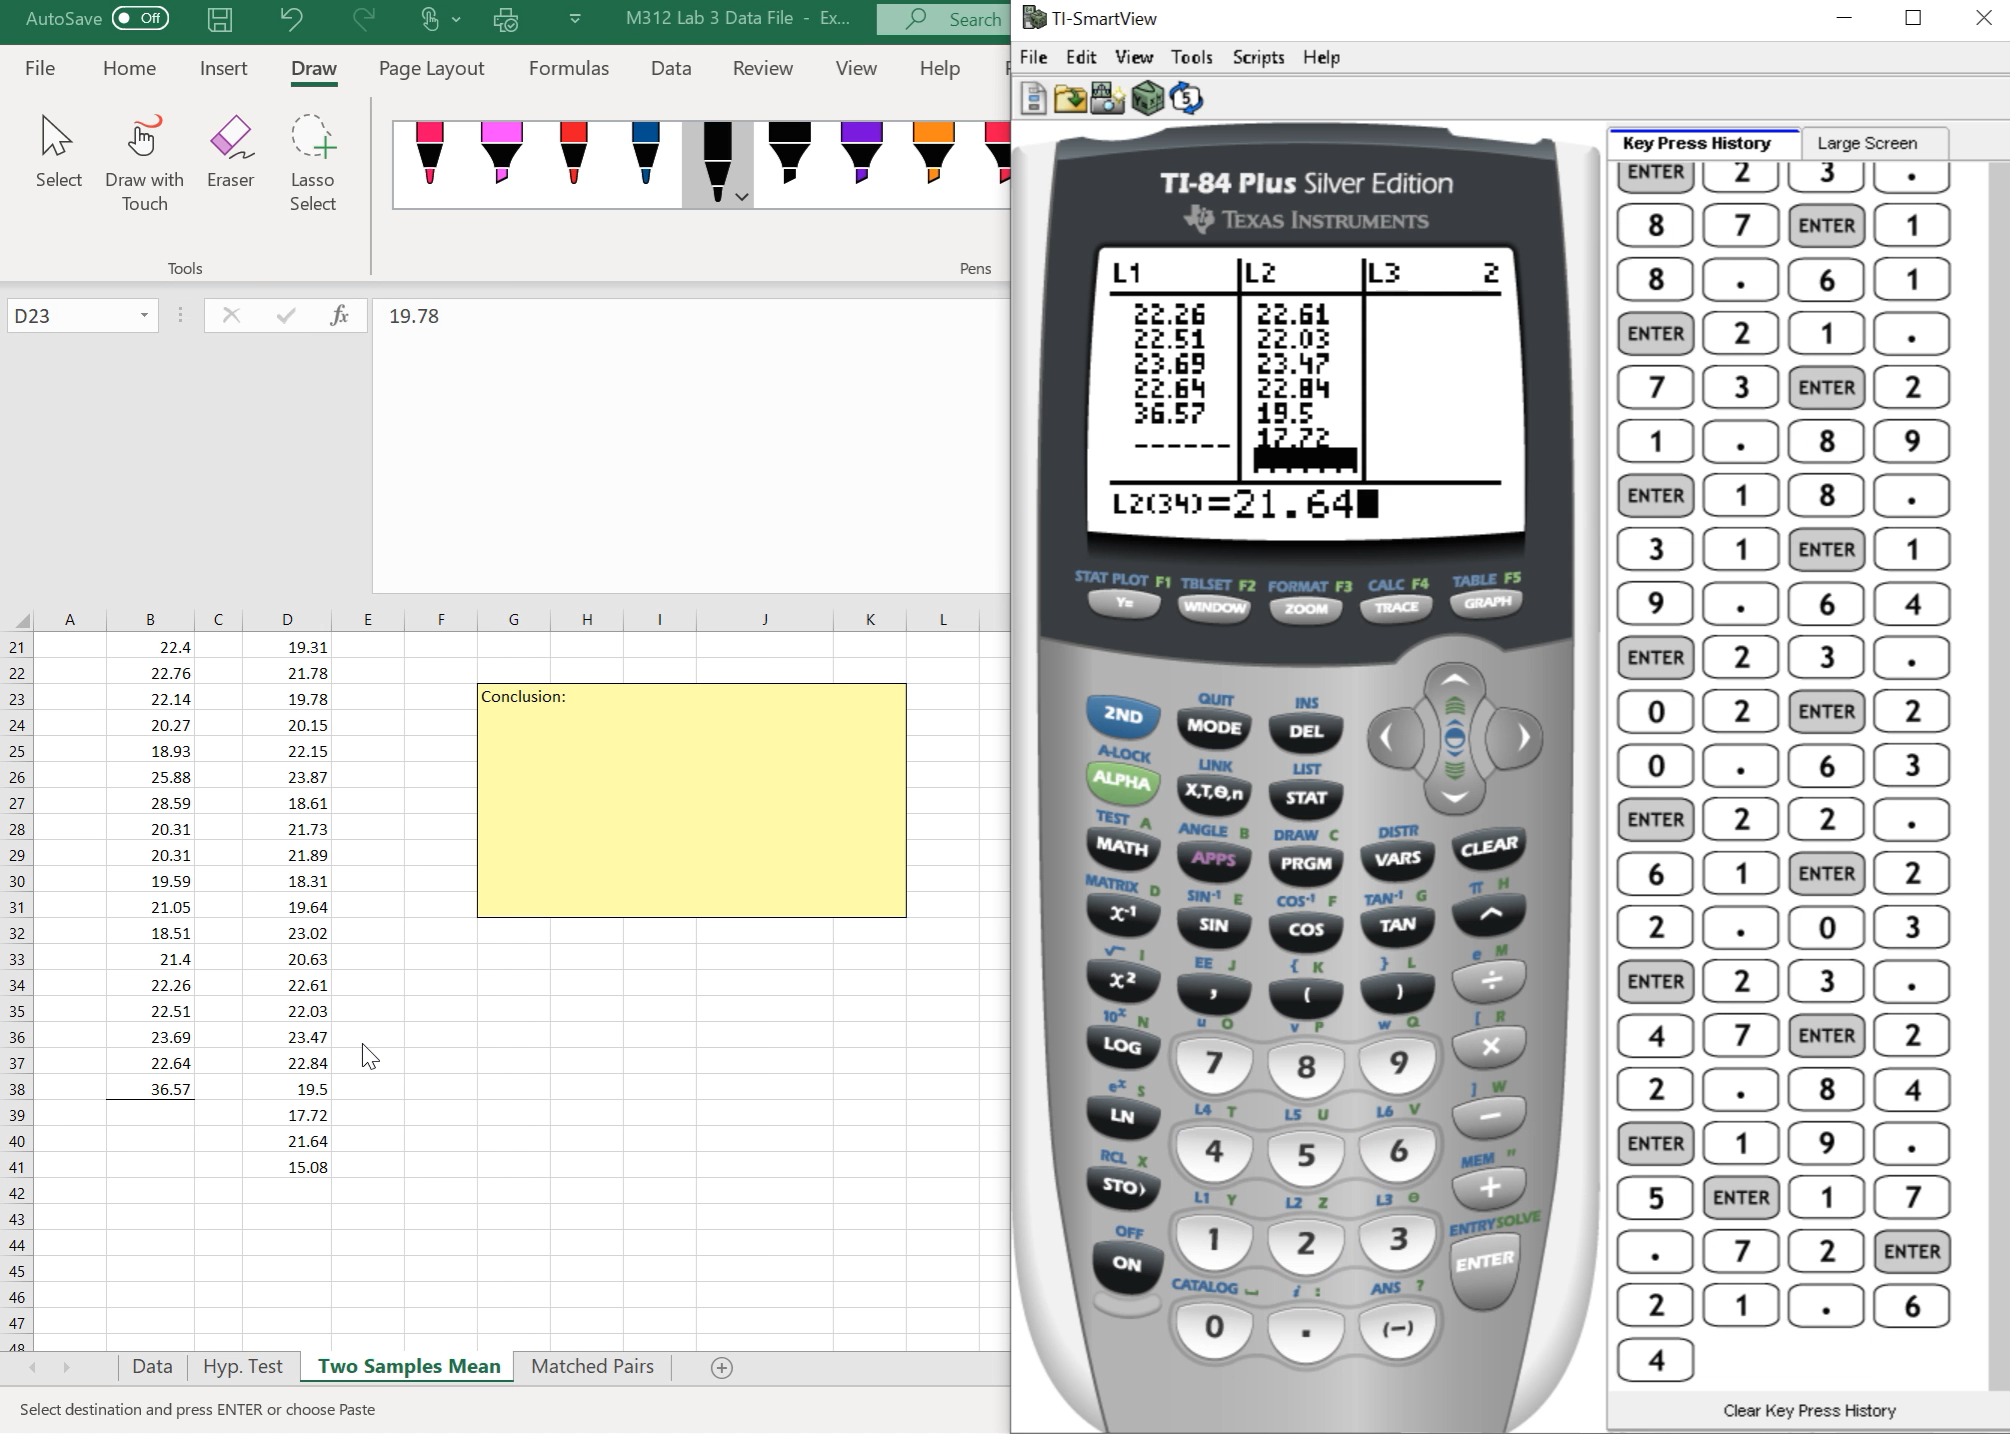 AutoSave Off M312 Lab 3 Data File - Ex... Search
File Home Insert Draw Page Layout Formulas Data Review View Help
Select Draw with Touch Eraser Lasso Select
Tools Pens
D23 fx 19.78
A B C D E F G H I J K L
21 22.4 19.31
22 22.76 21.78
23 22.14 19.78
24 20.27 20.15
25 18.93 22.15
26 25.88 23.87
27 28.59 18.61
28 20.31 21.73
29 20.31 21.89
30 19.59 18.31
31 21.05 19.64
32 18.51 23.02
33 21.4 20.63
34 22.26 22.61
35 22.51 22.03
36 23.69 23.47
37 22.64 22.84
38 36.57 19.5
39 17.72
40 21.64
41 15.08
42
43
44
45
46
47
48
Conclusion:
Data Hyp. Test Two Samples Mean Matched Pairs
Select destination and press ENTER or choose Paste
TI-SmartView
File Edit View Tools Scripts Help
5
TI-84 Plus Silver Edition
TEXAS INSTRUMENTS
L1 L2 L3 2
22.26 22.61
22.51 22.03
23.69 23.47
22.64 22.84
36.57 19.5
------ 17.72
L2(34)=21.64
STAT PLOT F1 TBLSET F2 FORMAT F3 CALC F4 TABLE F5
Y= WINDOW ZOOM TRACE GRAPH
QUIT INS
2ND MODE DEL
A-LOCK LINK LIST
ALPHA X,T,Θ,n STAT
TEST A ANGLE B DRAW C DISTR
MATH APPS PRGM VARS CLEAR
MATRIX D SIN⁻¹ E COS⁻¹ F TAN⁻¹ G π H
x⁻¹ SIN COS TAN ^
√ I EE J { K } L e M
x² , ( ) ÷
10ˣ N u O v P w Q [ R
LOG 7 8 9 ×
eˣ S L4 T L5 U L6 V ] W
LN 4 5 6 −
RCL X L1 Y L2 Z L3 θ MEM "
STO› 1 2 3 +
OFF CATALOG i : ANS ? ENTRY SOLVE
ON 0 . (−) ENTER
Key Press History Large Screen
ENTER 2 3 .
8 7 ENTER 1
8 . 6 1
ENTER 2 1 .
7 3 ENTER 2
1 . 8 9
ENTER 1 8 .
3 1 ENTER 1
9 . 6 4
ENTER 2 3 .
0 2 ENTER 2
0 . 6 3
ENTER 2 2 .
6 1 ENTER 2
2 . 0 3
ENTER 2 3 .
4 7 ENTER 2
2 . 8 4
ENTER 1 9 .
5 ENTER 1 7
. 7 2 ENTER
2 1 . 6
4
Clear Key Press History